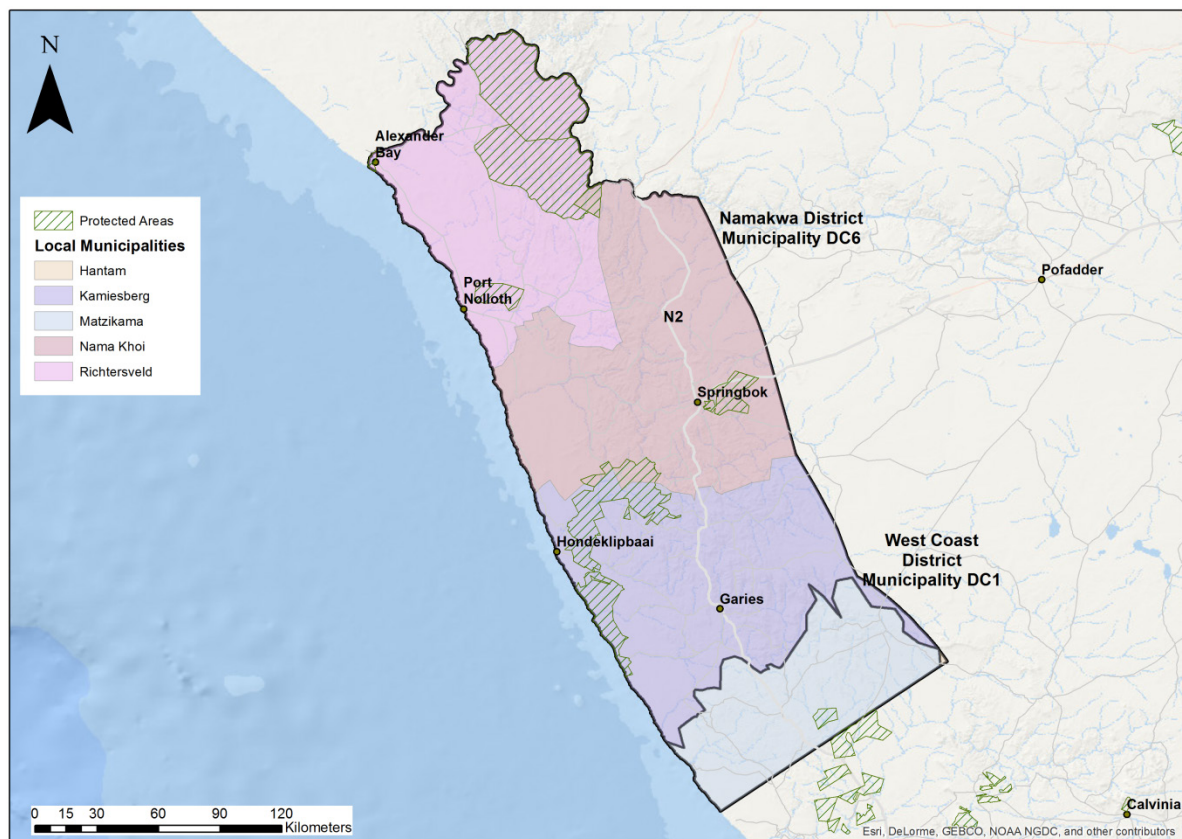 N
Alexander
Bay
Protected Areas
Local Municipalities
Hantam
Kamiesberg
Matzikama
Nama Khoi
Richtersveld
Namakwa District
Municipality DC6
Pofadder
Port
Nolloth
N2
Springbok
Hondeklipbaai
West Coast
District
Municipality DC1
Garies
0 15 30 60 90 120
Kilometers
Calvinia
Esri, DeLorme, GEBCO, NOAA NGDC, and other contributors